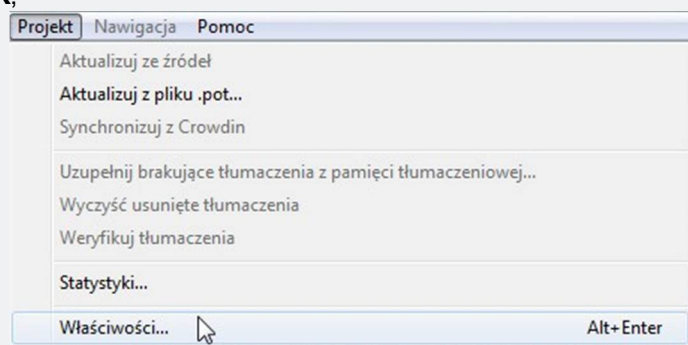 Projekt Nawigacja Pomoc
Aktualizuj ze źródeł
Aktualizuj z pliku .pot...
Synchronizuj z Crowdin
Uzupełnij brakujące tłumaczenia z pamięci tłumaczeniowej...
Wyczyść usunięte tłumaczenia
Weryfikuj tłumaczenia
Statystyki...
Właściwości... Alt+Enter